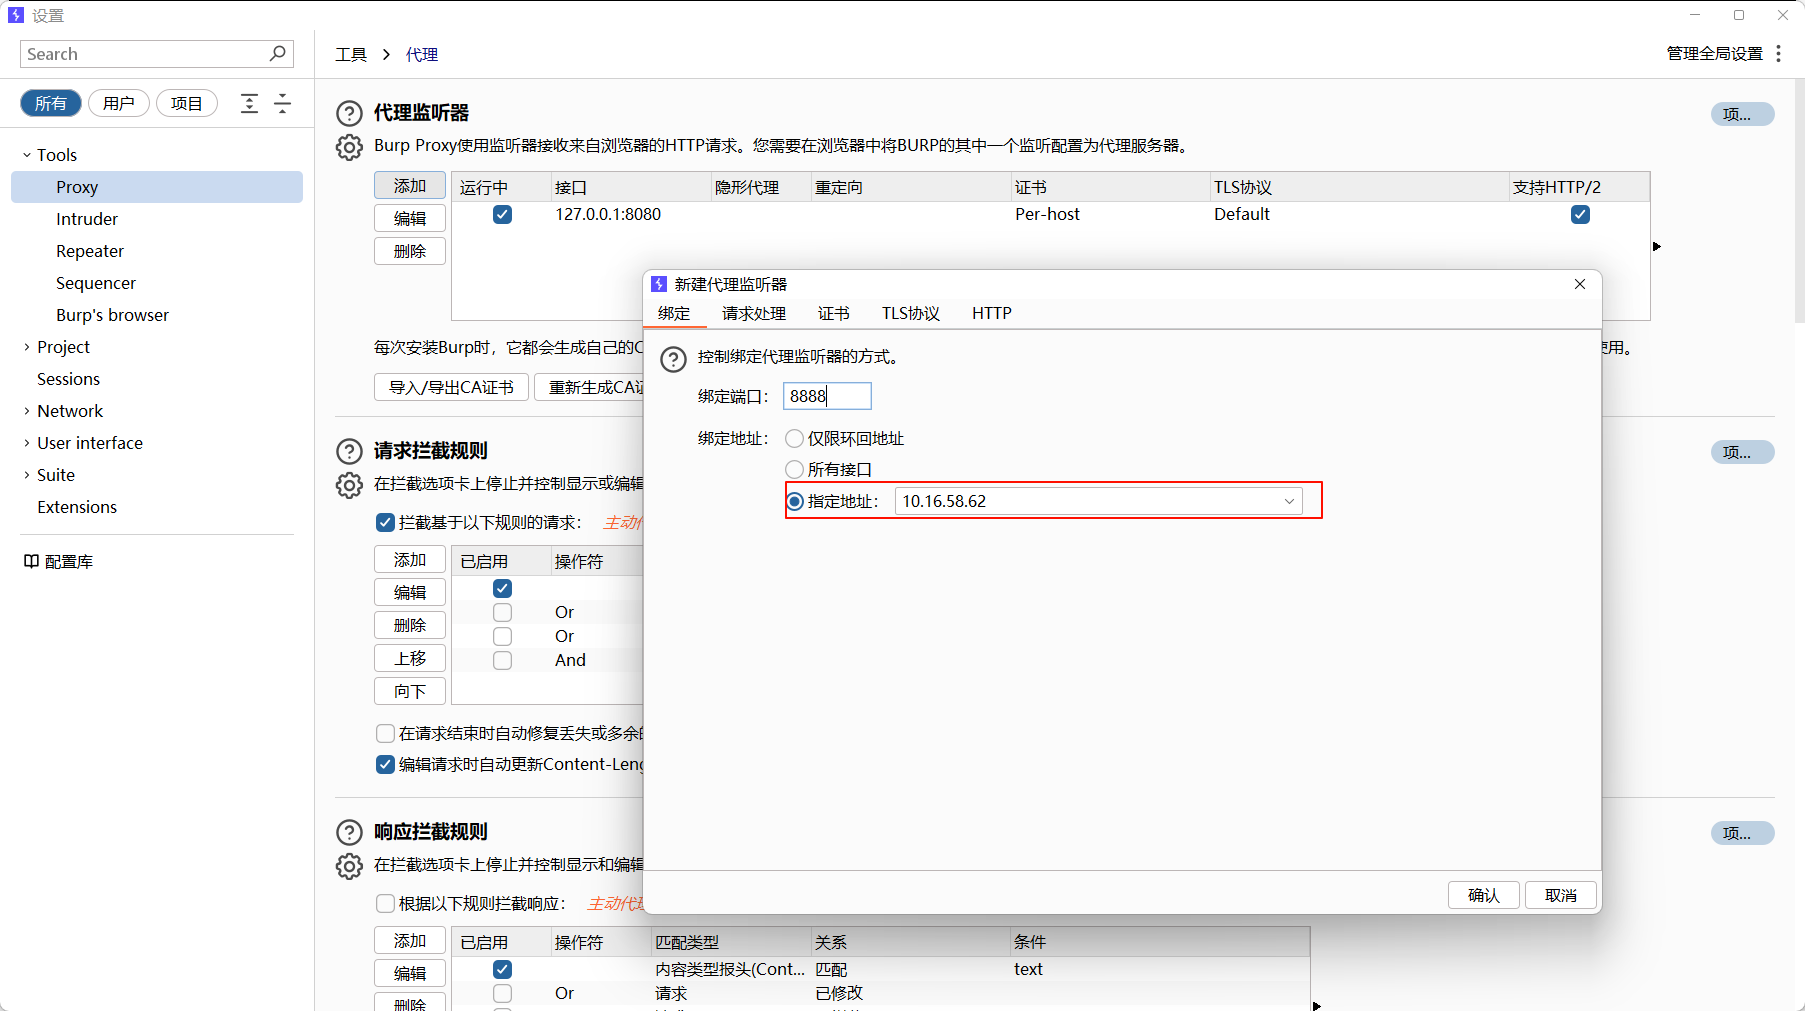 设置
Search
工具 代理
管理全局设置
所有 用户 项目
Tools
Proxy
Intruder
Repeater
Sequencer
Burp's browser
Project
Sessions
Network
User interface
Suite
Extensions
配置库
代理监听器
项...
Burp Proxy使用监听器接收来自浏览器的HTTP请求。您需要在浏览器中将BURP的其中一个监听配置为代理服务器。
添加
编辑
删除
运行中 接口 隐形代理 重定向 证书 TLS协议 支持HTTP/2
127.0.0.1:8080 Per-host Default
每次安装Burp时，它都会生成自己的C
使用。
导入/导出CA证书 重新生成CA证
请求拦截规则
项...
在拦截选项卡上停止并控制显示或编辑
拦截基于以下规则的请求： 主动代
添加
编辑
删除
上移
向下
已启用 操作符
Or
Or
And
在请求结束时自动修复丢失或多余的
编辑请求时自动更新Content-Leng
响应拦截规则
项...
在拦截选项卡上停止并控制显示和编辑
根据以下规则拦截响应： 主动代理
添加
编辑
删除
已启用 操作符 匹配类型 关系 条件
内容类型报头(Cont... 匹配 text
Or 请求 已修改
新建代理监听器
绑定 请求处理 证书 TLS协议 HTTP
控制绑定代理监听器的方式。
绑定端口： 8888
绑定地址： 仅限环回地址
所有接口
指定地址： 10.16.58.62
确认 取消